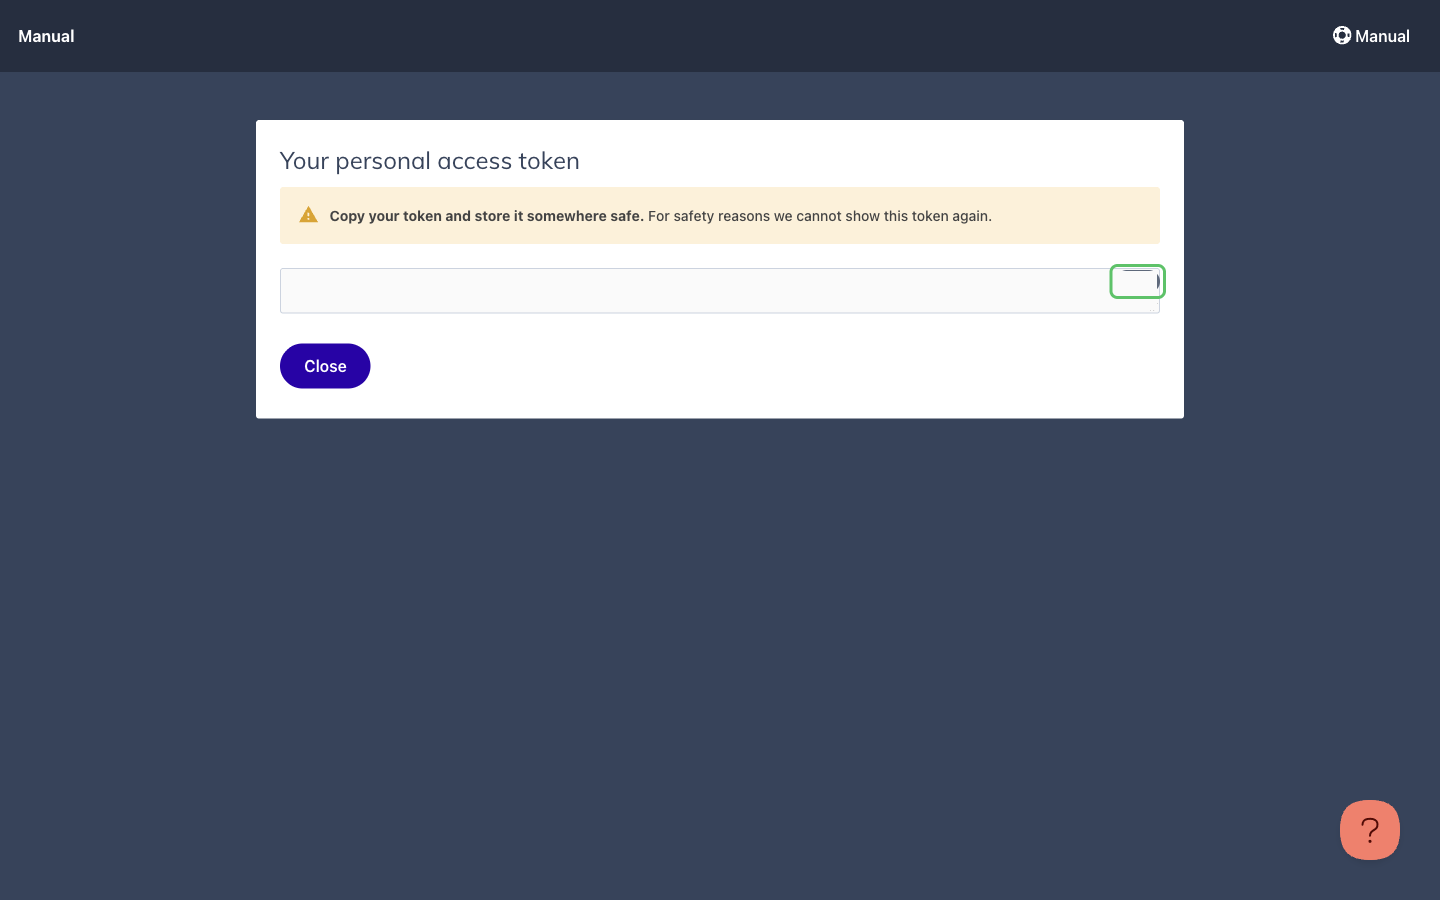 Manual
Manual
Your personal access token
Copy your token and store it somewhere safe. For safety reasons we cannot show this token again.
Close
?